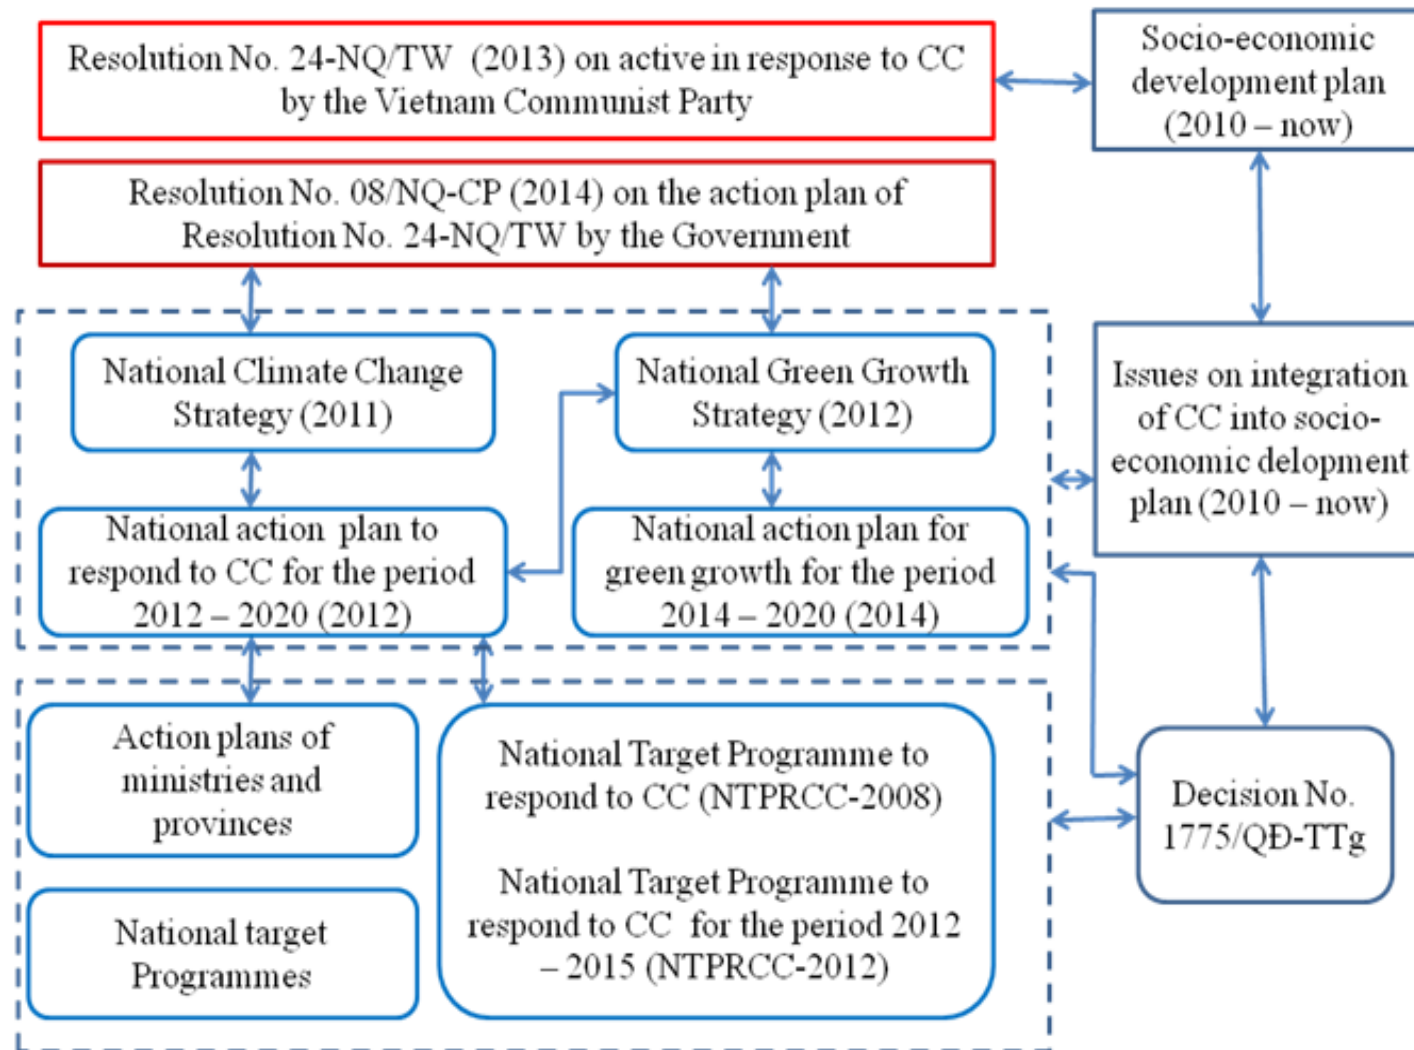 Resolution No. 24-NQ/TW (2013) on active in response to CC
by the Vietnam Communist Party
Socio-economic
development plan
(2010 – now)
Resolution No. 08/NQ-CP (2014) on the action plan of
Resolution No. 24-NQ/TW by the Government
National Climate Change
Strategy (2011)
National Green Growth
Strategy (2012)
Issues on integration
of CC into socio-
economic delopment
plan (2010 – now)
National action plan to
respond to CC for the period
2012 – 2020 (2012)
National action plan for
green growth for the period
2014 – 2020 (2014)
Action plans of
ministries and
provinces
National Target Programme to
respond to CC (NTPRCC-2008)
National Target Programme to
respond to CC for the period 2012
– 2015 (NTPRCC-2012)
Decision No.
1775/QĐ-TTg
National target
Programmes